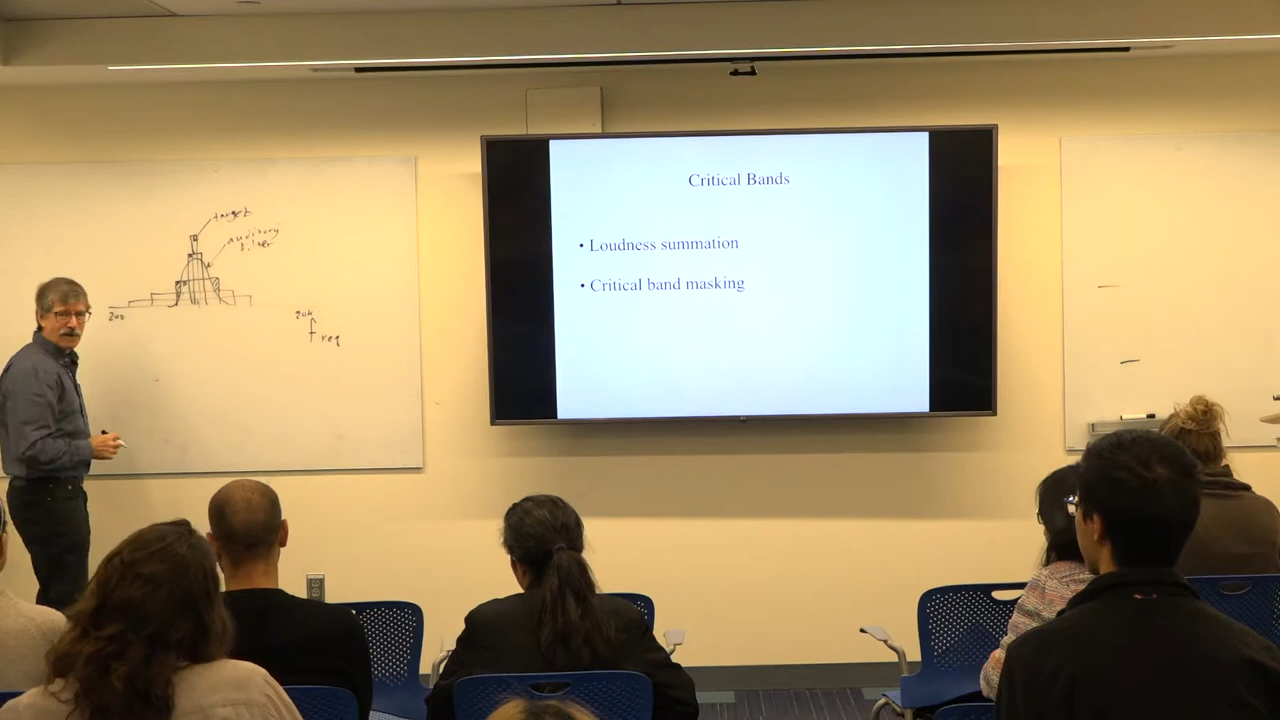 target
auditory
filter
200
20k
freq
Critical Bands
• Loudness summation
• Critical band masking